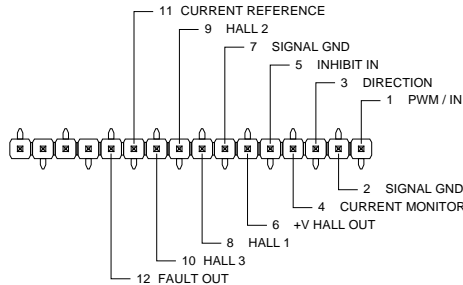 11 CURRENT REFERENCE
9 HALL 2
7 SIGNAL GND
5 INHIBIT IN
3 DIRECTION
1 PWM / IN
2 SIGNAL GND
4 CURRENT MONITOR
6 +V HALL OUT
8 HALL 1
10 HALL 3
12 FAULT OUT